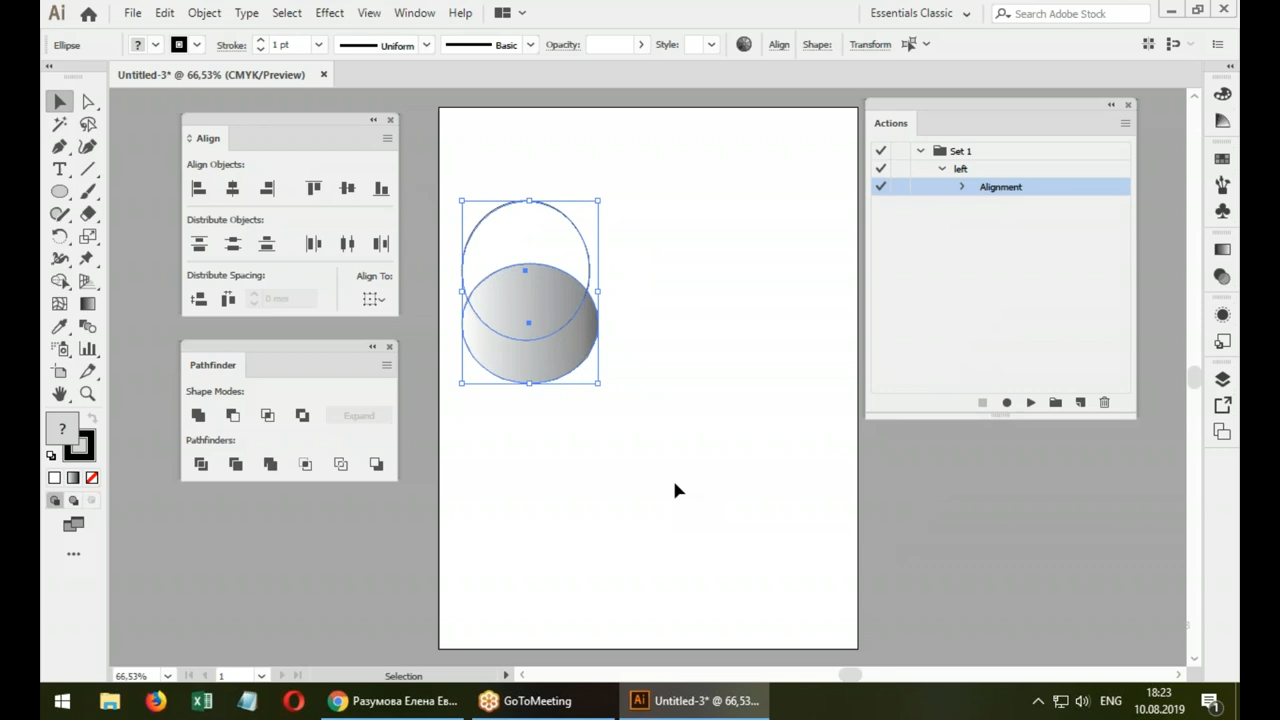 Ai File Edit Object Type Select Effect View Window Help Essentials Classic Search Adobe Stock
Ellipse ? Stroke: 1 pt Uniform Basic Opacity: Style: Align Shape: Transform
Untitled-3* @ 66,53% (CMYK/Preview)
Align
Align Objects:
Distribute Objects:
Distribute Spacing: Align To:
0 mm
Pathfinder
Shape Modes:
Expand
Pathfinders:
Actions
Set 1
left
Alignment
?
66,53% 1 Selection
Разумова Елена Ев... GoToMeeting Ai Untitled-3* @ 66,53... ENG 18:23
10.08.2019 1